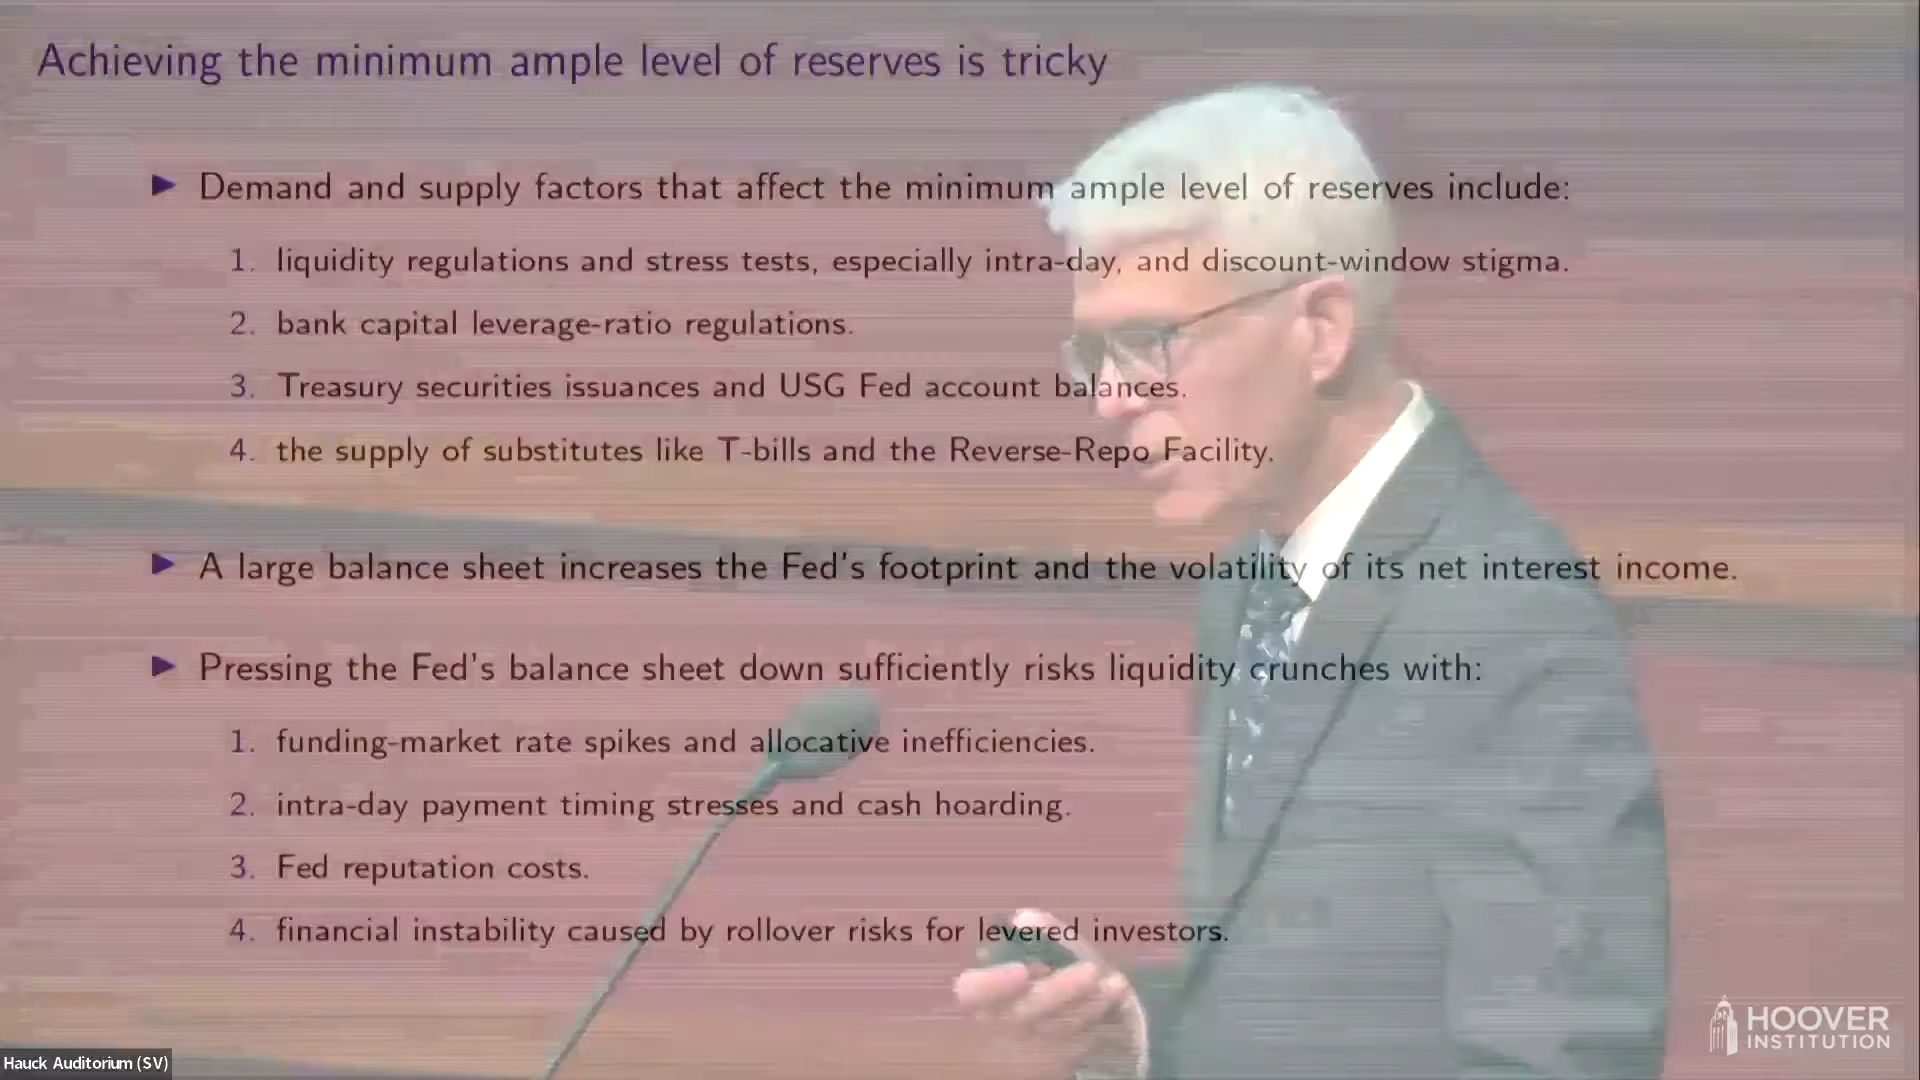 Achieving the minimum ample level of reserves is tricky
▶ Demand and supply factors that affect the minimum ample level of reserves include:
1. liquidity regulations and stress tests, especially intra-day, and discount-window stigma.
2. bank capital leverage-ratio regulations.
3. Treasury securities issuances and USG Fed account balances.
4. the supply of substitutes like T-bills and the Reverse-Repo Facility.
▶ A large balance sheet increases the Fed's footprint and the volatility of its net interest income.
▶ Pressing the Fed's balance sheet down sufficiently risks liquidity crunches with:
1. funding-market rate spikes and allocative inefficiencies.
2. intra-day payment timing stresses and cash hoarding.
3. Fed reputation costs.
4. financial instability caused by rollover risks for levered investors.
HOOVER
INSTITUTION
Hauck Auditorium (SV)